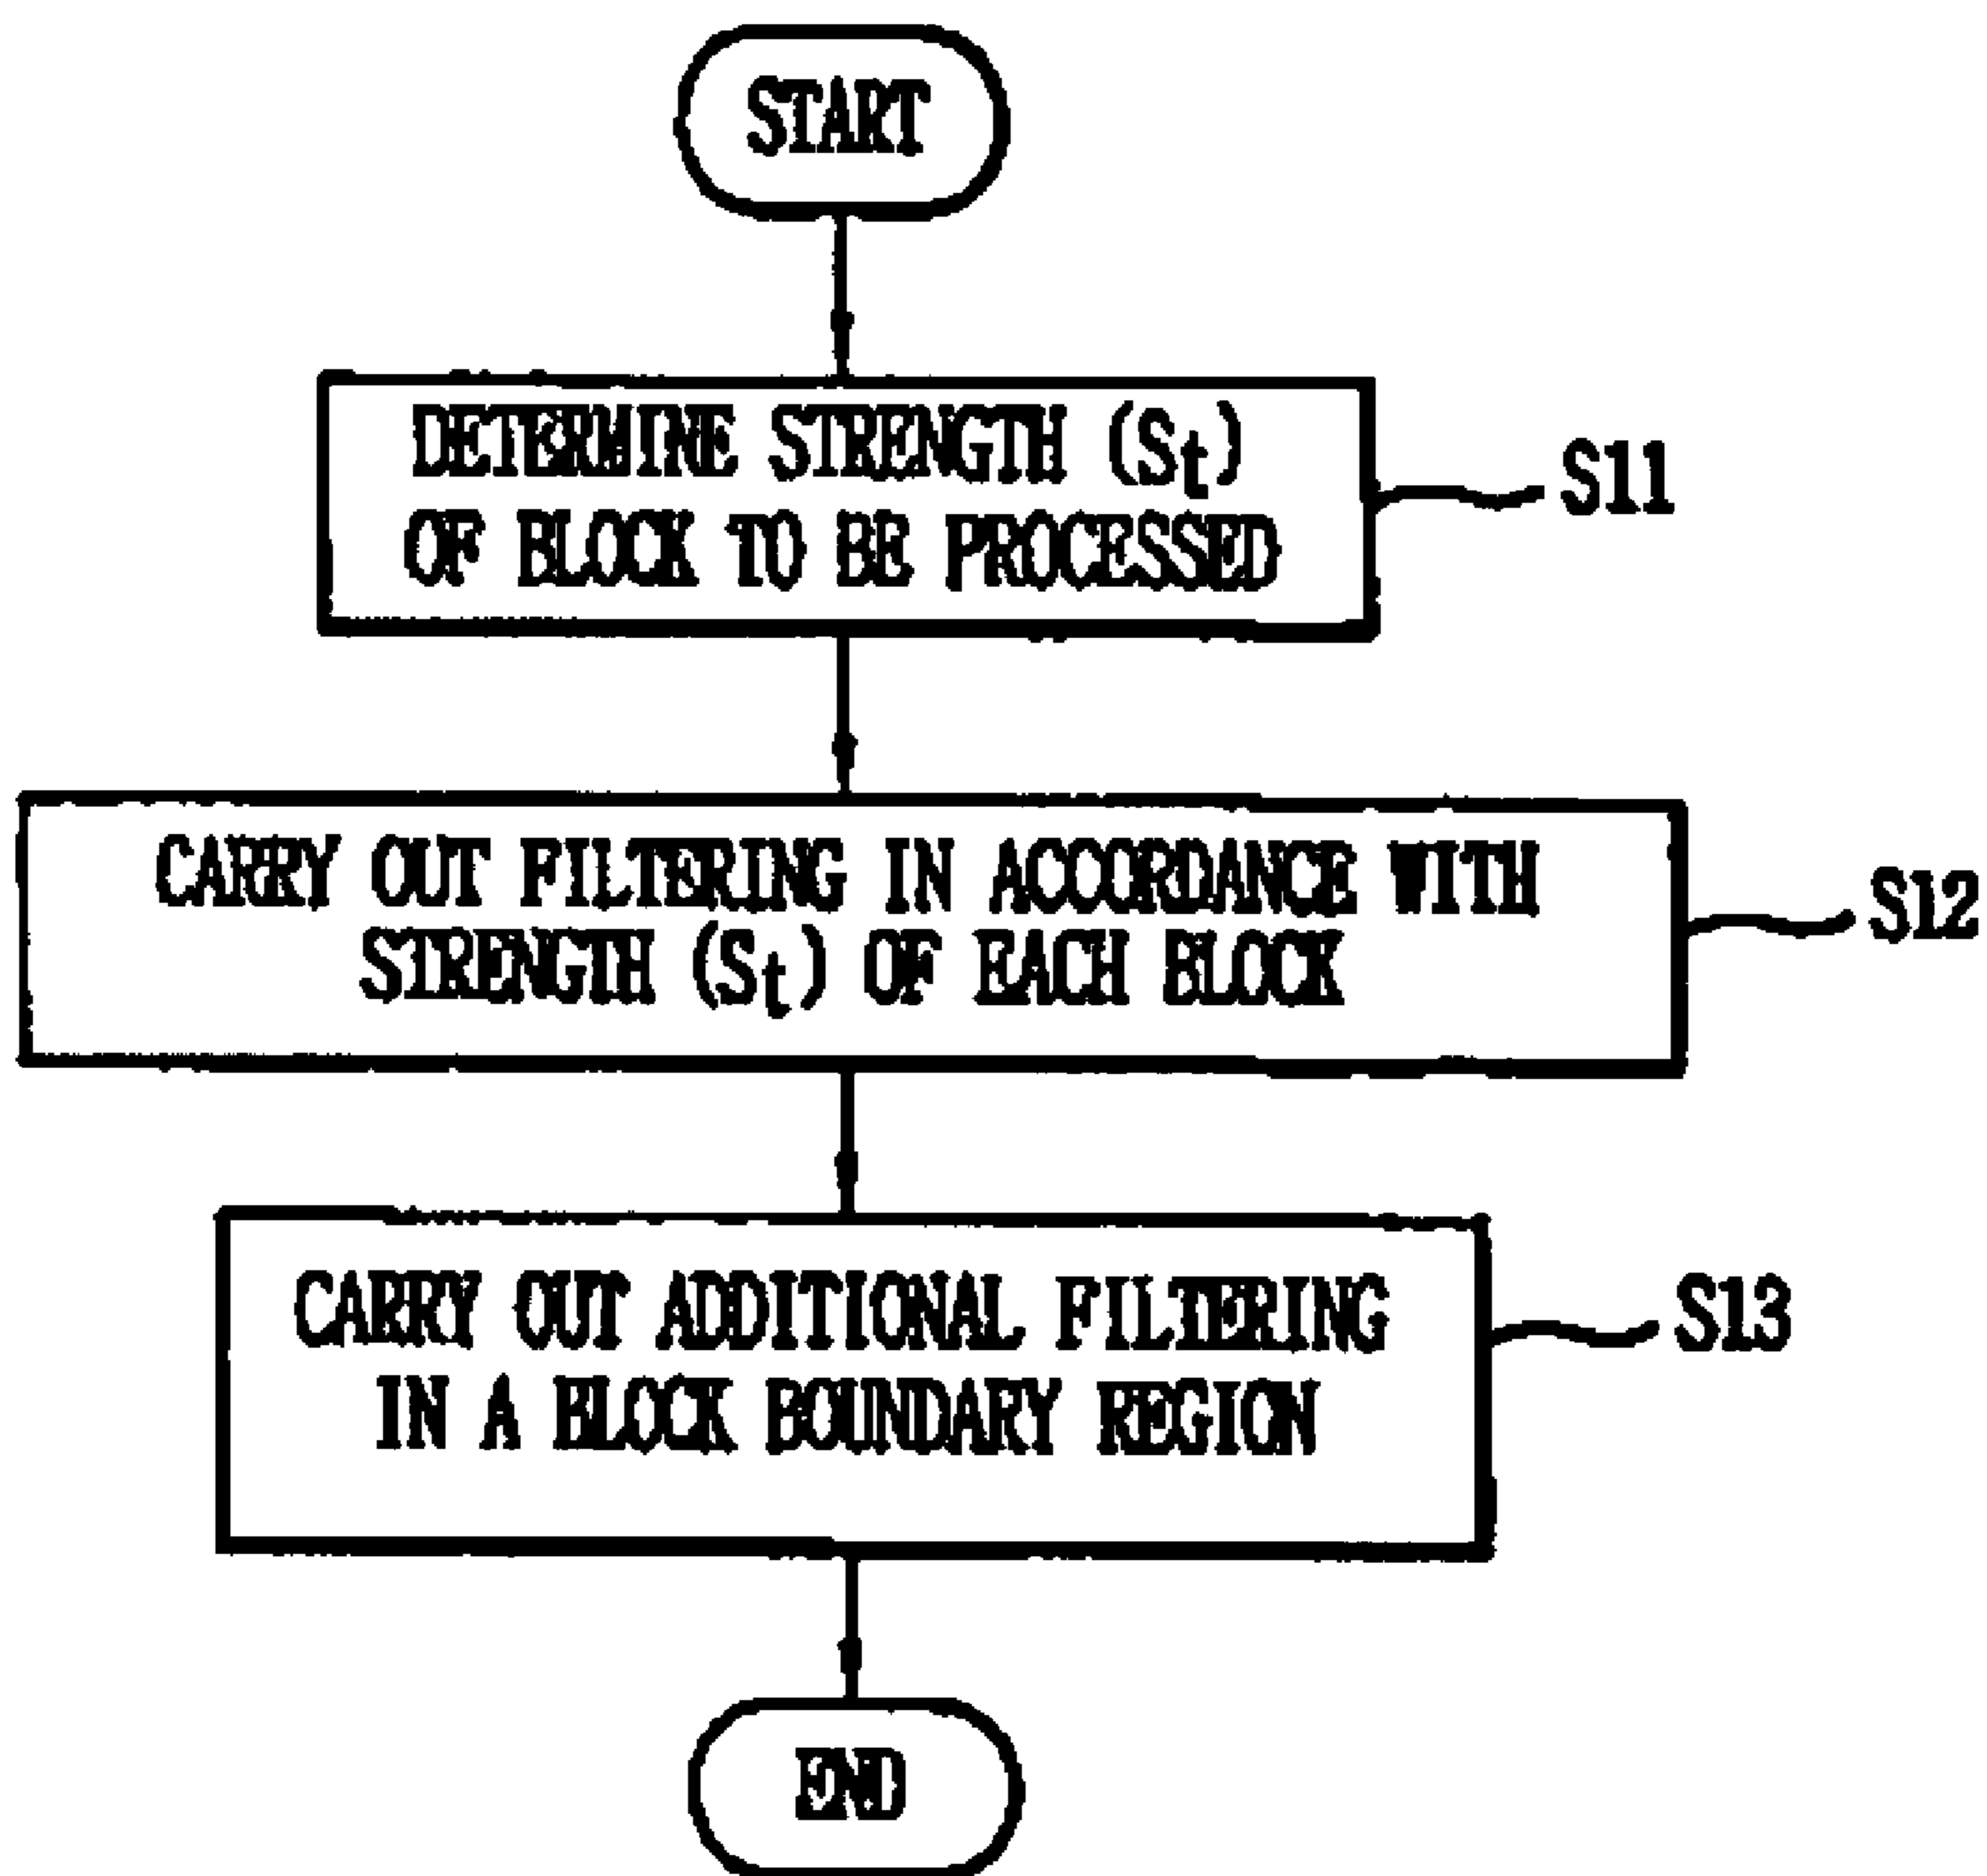 START
DETERMINE STRENGTH (St)
OF BLOCK TO BE PROCESSED
S11
CARRY OUT FILTERING IN ACCORDANCE WITH
STRENGTH (St) OF EACH BLOCK
S12
CARRY OUT ADDITIONAL FILTERING
IN A BLOCK BOUNDARY REGION
S13
END